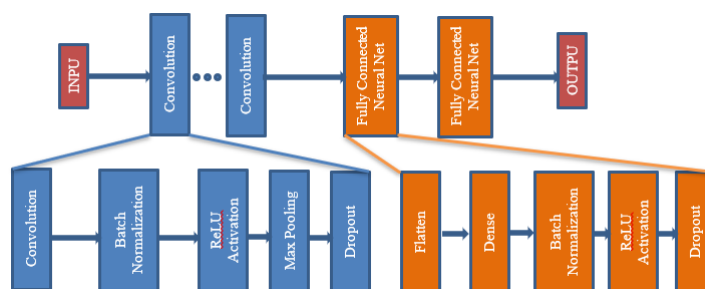 INPU
Convolution
Convolution
Fully Connected
Neural Net
Fully Connected
Neural Net
OUTPU
Convolution
Batch
Normalization
ReLU
Activation
Max Pooling
Dropout
Flatten
Dense
Batch
Normalization
ReLU
Activation
Dropout